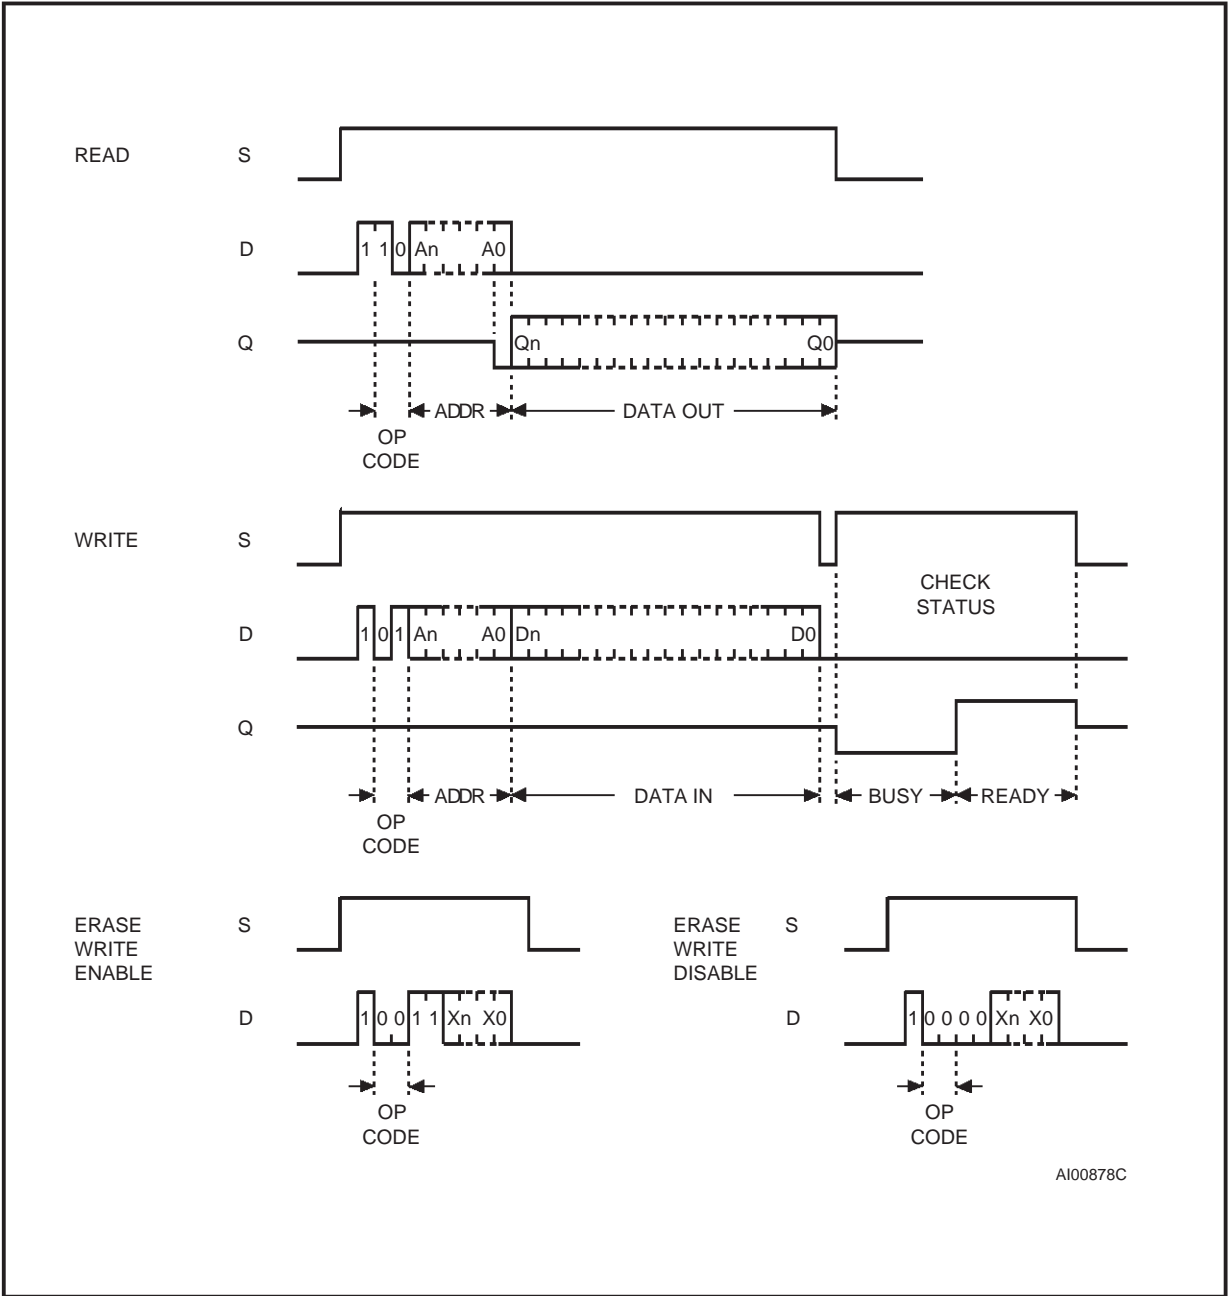 READ S
D 1 1 0 An A0
Q Qn Q0
ADDR DATA OUT
OP
CODE
WRITE S
CHECK
STATUS
D 1 0 1 An A0 Dn D0
Q
ADDR DATA IN BUSY READY
OP
CODE
ERASE
WRITE
ENABLE
S
D 1 0 0 1 1 Xn X0
OP
CODE
ERASE
WRITE
DISABLE
S
D 1 0 0 0 0 Xn X0
OP
CODE
AI00878C